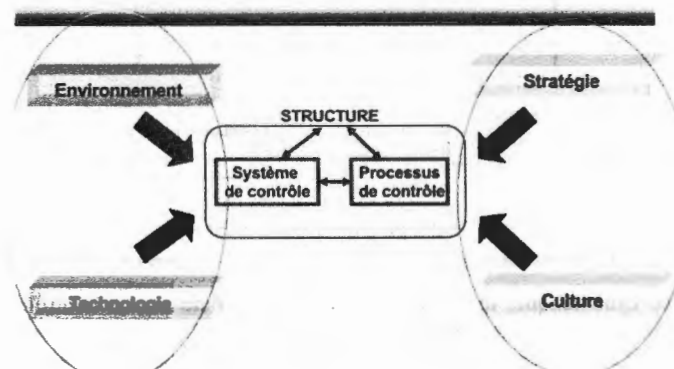 Environnement
Stratégie
STRUCTURE
Système
de contrôle
Processus
de contrôle
Technologie
Culture